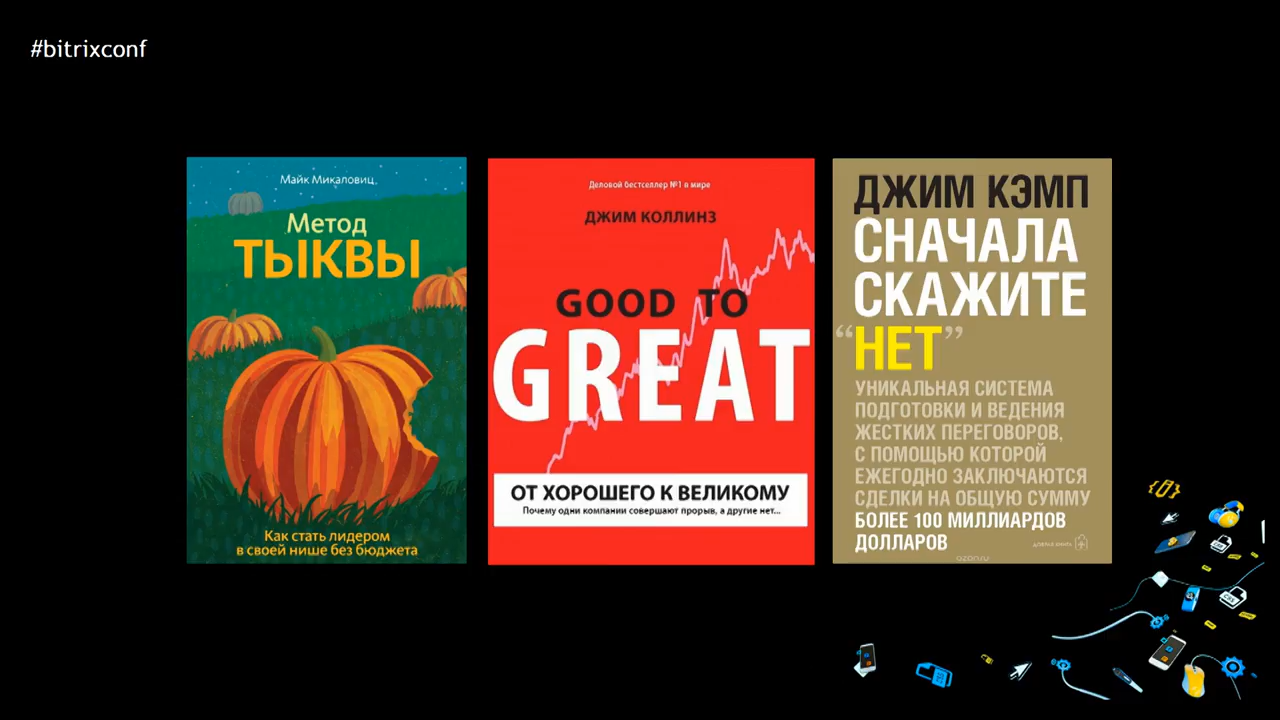 #bitrixconf
Майк Микаловиц
Метод
ТЫКВЫ
Как стать лидером
в своей нише без бюджета
Деловой бестселлер №1 в мире
ДЖИМ КОЛЛИНЗ
GOOD TO
GREAT
ОТ ХОРОШЕГО К ВЕЛИКОМУ
Почему одни компании совершают прорыв, а другие нет...
ДЖИМ КЭМП
СНАЧАЛА
СКАЖИТЕ
“НЕТ”
УНИКАЛЬНАЯ СИСТЕМА
ПОДГОТОВКИ И ВЕДЕНИЯ
ЖЕСТКИХ ПЕРЕГОВОРОВ,
С ПОМОЩЬЮ КОТОРОЙ
ЕЖЕГОДНО ЗАКЛЮЧАЮТСЯ
СДЕЛКИ НА ОБЩУЮ СУММУ
БОЛЕЕ 100 МИЛЛИАРДОВ
ДОЛЛАРОВ
ДОБРАЯ КНИГА
ozon.ru